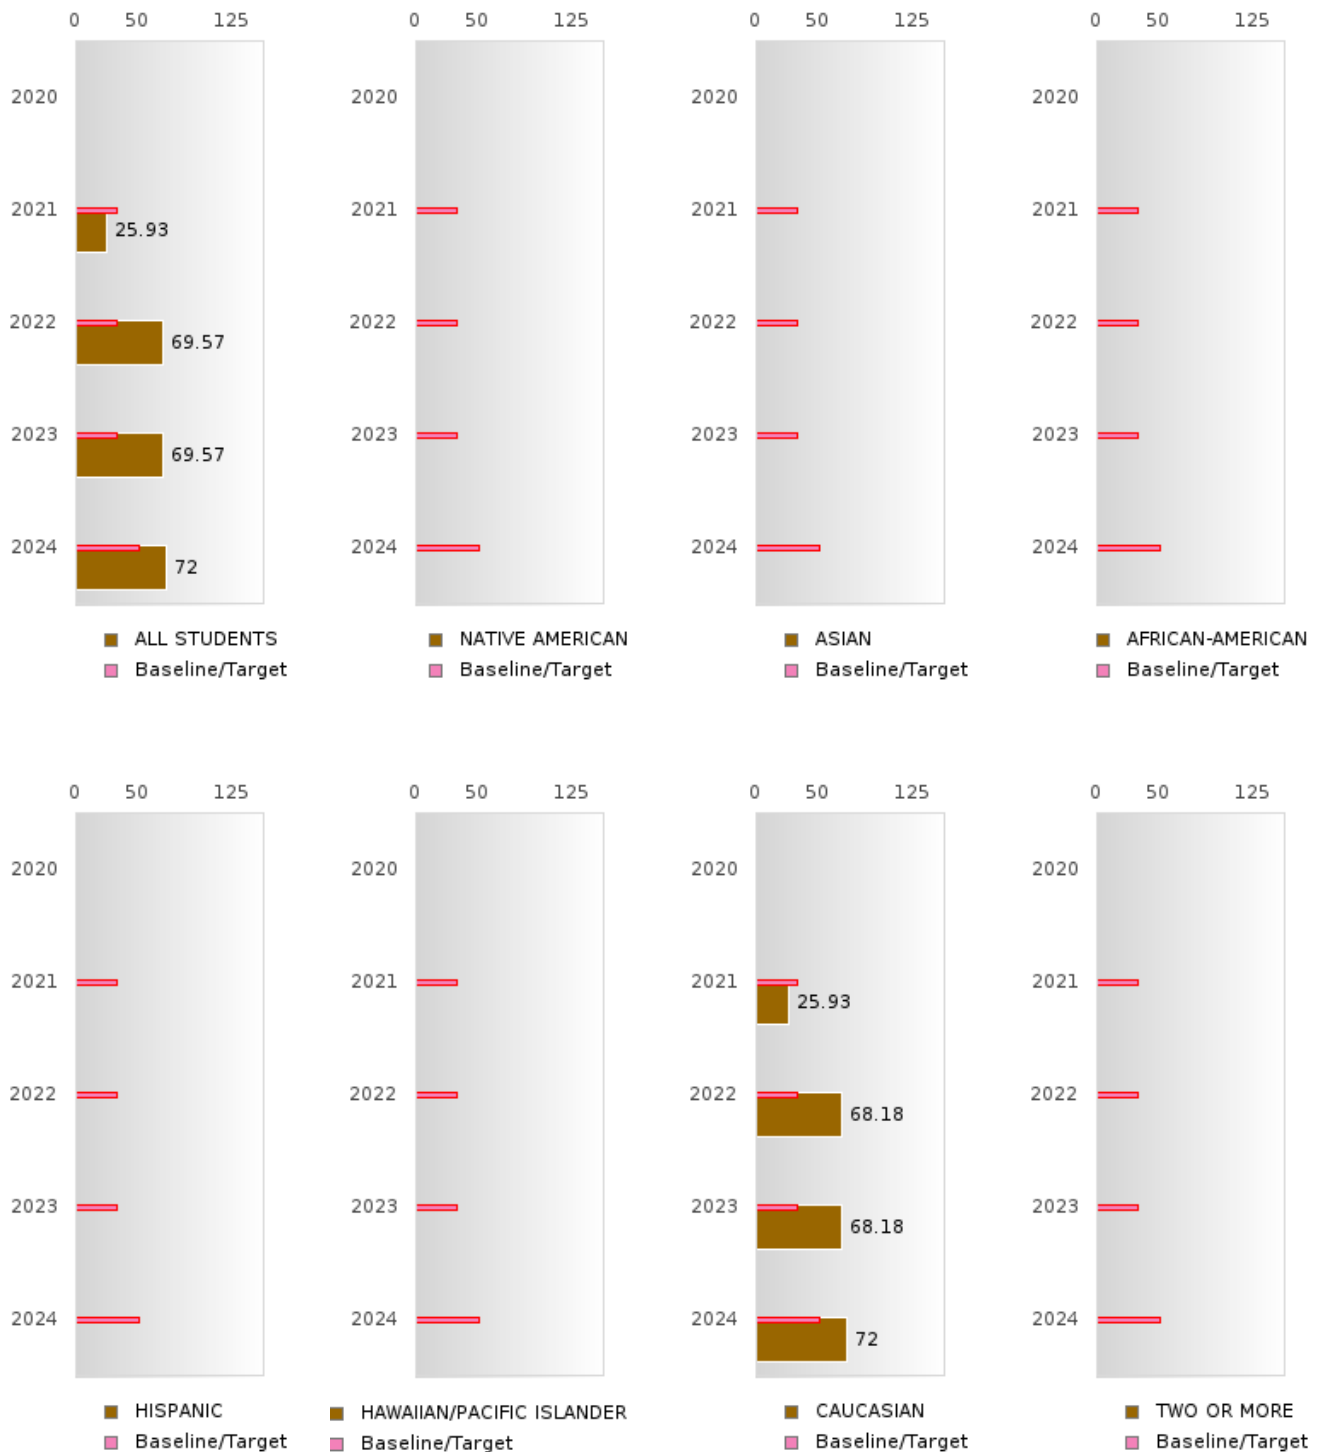 0 50 125 0 50 125 0 50 125 0 50 125
2020 2020 2020 2020
2021 2021 2021 2021
25.93
2022 2022 2022 2022
69.57
2023 2023 2023 2023
69.57
2024 2024 2024 2024
72
ALL STUDENTS NATIVE AMERICAN ASIAN AFRICAN-AMERICAN
Baseline/Target Baseline/Target Baseline/Target Baseline/Target
0 50 125 0 50 125 0 50 125 0 50 125
2020 2020 2020 2020
2021 2021 2021 2021
25.93
2022 2022 2022 2022
68.18
2023 2023 2023 2023
68.18
2024 2024 2024 2024
72
HISPANIC HAWAIIAN/PACIFIC ISLANDER CAUCASIAN TWO OR MORE
Baseline/Target Baseline/Target Baseline/Target Baseline/Target